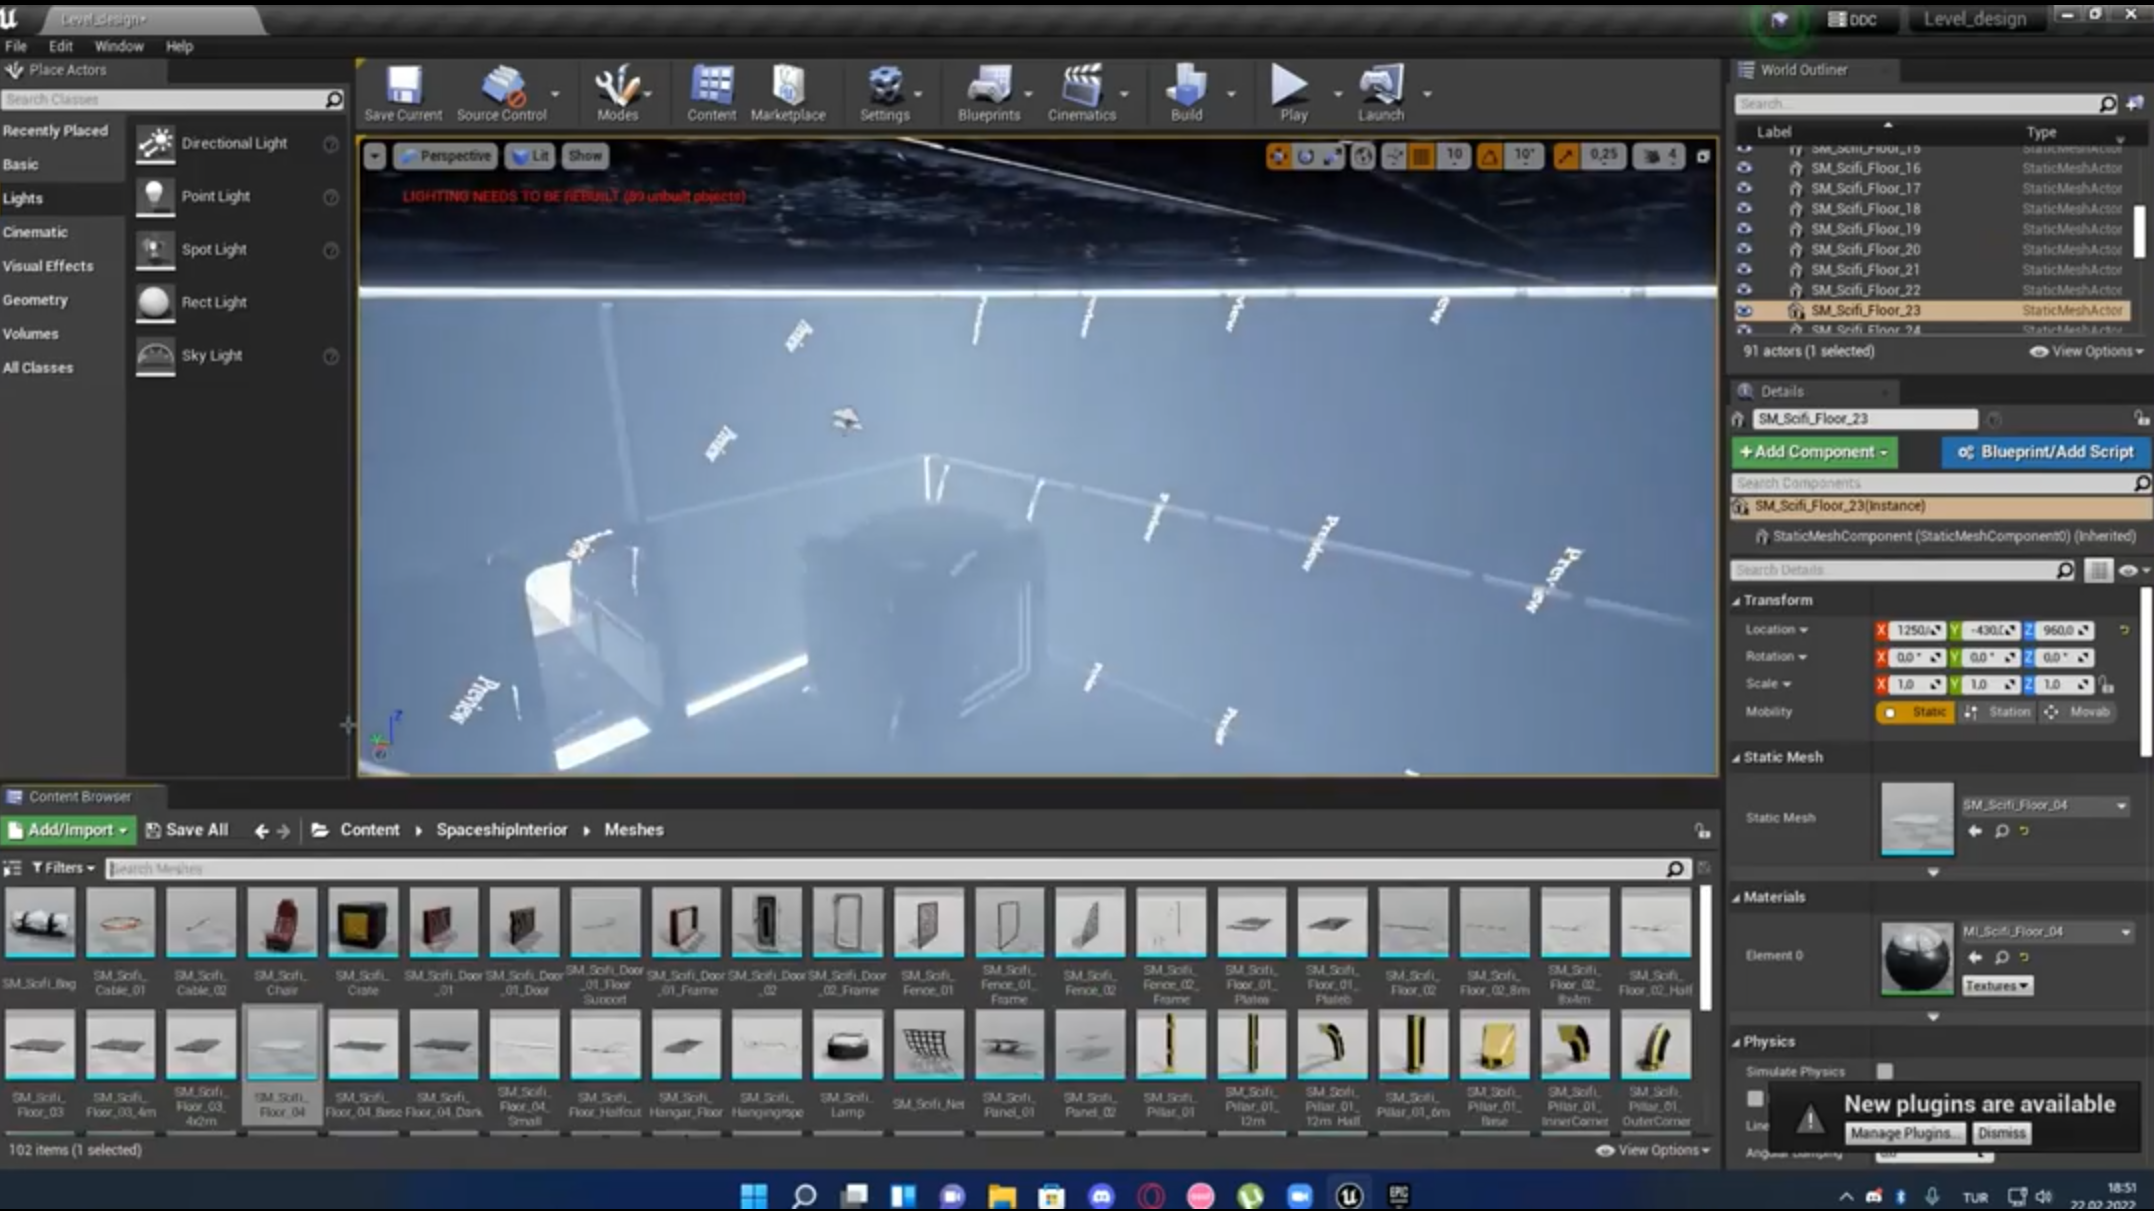 Level_design*
DDC
Level_design
File Edit Window Help
Place Actors
Search Classes
Recently Placed
Basic
Lights
Cinematic
Visual Effects
Geometry
Volumes
All Classes
Directional Light
Point Light
Spot Light
Rect Light
Sky Light
Save Current
Source Control
Modes
Content
Marketplace
Settings
Blueprints
Cinematics
Build
Play
Launch
Perspective
Lit
Show
10
10°
0,25
4
LIGHTING NEEDS TO BE REBUILT (89 unbuilt objects)
Preview
Preview
Preview
Preview
World Outliner
Search...
Label Type
SM_Scifi_Floor_15 StaticMeshActor
SM_Scifi_Floor_16 StaticMeshActor
SM_Scifi_Floor_17 StaticMeshActor
SM_Scifi_Floor_18 StaticMeshActor
SM_Scifi_Floor_19 StaticMeshActor
SM_Scifi_Floor_20 StaticMeshActor
SM_Scifi_Floor_21 StaticMeshActor
SM_Scifi_Floor_22 StaticMeshActor
SM_Scifi_Floor_23 StaticMeshActor
SM_Scifi_Floor_24 StaticMeshActor
91 actors (1 selected)
View Options
Details
SM_Scifi_Floor_23
+Add Component
Blueprint/Add Script
Search Components
SM_Scifi_Floor_23(Instance)
StaticMeshComponent (StaticMeshComponent0) (Inherited)
Search Details
Transform
Location X 1250, Y -430, Z 960,0
Rotation X 0,0 ° Y 0,0 ° Z 0,0 °
Scale X 1,0 Y 1,0 Z 1,0
Mobility Static Station Movab
Static Mesh
Static Mesh
SM_Scifi_Floor_04
Materials
MI_Scifi_Floor_04
Element 0
Textures
Physics
Simulate Physics
Line
Angular Damping
New plugins are available
Manage Plugins...
Dismiss
Content Browser
Add/Import
Save All
Content
SpaceshipInterior
Meshes
Filters
Search Meshes
SM_Scifi_Bag
SM_Scifi_Cable_01
SM_Scifi_Cable_02
SM_Scifi_Chair
SM_Scifi_Crate
SM_Scifi_Door_01
SM_Scifi_Door_01_Door
SM_Scifi_Door_01_Floor Support
SM_Scifi_Door_01_Frame
SM_Scifi_Door_02
SM_Scifi_Door_02_Frame
SM_Scifi_Fence_01
SM_Scifi_Fence_01_Frame
SM_Scifi_Fence_02
SM_Scifi_Fence_02_Frame
SM_Scifi_Floor_01_Platea
SM_Scifi_Floor_01_Plateb
SM_Scifi_Floor_02
SM_Scifi_Floor_02_8m
SM_Scifi_Floor_02_8x4m
SM_Scifi_Floor_02_Half
SM_Scifi_Floor_03
SM_Scifi_Floor_03_4m
SM_Scifi_Floor_03_4x2m
SM_Scifi_Floor_04
SM_Scifi_Floor_04_Base
SM_Scifi_Floor_04_Dark
SM_Scifi_Floor_04_Small
SM_Scifi_Floor_Halfcut
SM_Scifi_Hangar_Floor
SM_Scifi_Hangingrope
SM_Scifi_Lamp
SM_Scifi_Net
SM_Scifi_Panel_01
SM_Scifi_Panel_02
SM_Scifi_Pillar_01
SM_Scifi_Pillar_01_12m
SM_Scifi_Pillar_01_12m_Half
SM_Scifi_Pillar_01_6m
SM_Scifi_Pillar_01_Base
SM_Scifi_Pillar_01_InnerCorner
SM_Scifi_Pillar_01_OuterCorner
102 items (1 selected)
View Options
EPIC
TUR
18:51
22.02.2022